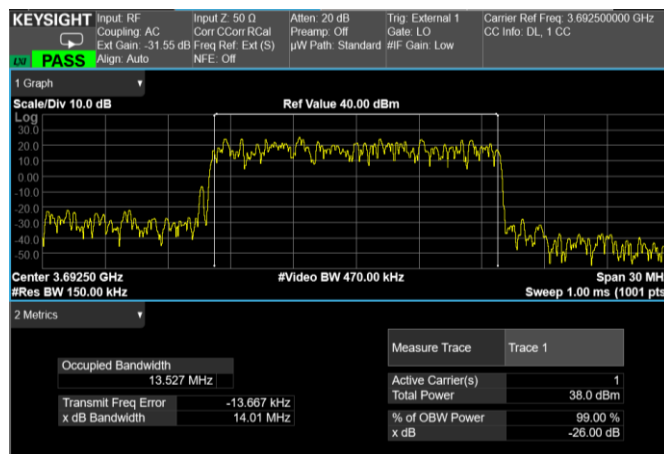 KEYSIGHT Input: RF Input Z: 50 Ω Atten: 20 dB Trig: External 1 Carrier Ref Freq: 3.692500000 GHz
Coupling: AC Corr CCorr RCal Preamp: Off Gate: LO CC Info: DL, 1 CC
Ext Gain: -31.55 dB Freq Ref: Ext (S) µW Path: Standard #IF Gain: Low
LXI PASS Align: Auto NFE: Off
1 Graph
Scale/Div 10.0 dB Ref Value 40.00 dBm
Log
30.0
20.0
10.0
0.00
-10.0
-20.0
-30.0
-40.0
-50.0
Center 3.69250 GHz #Video BW 470.00 kHz Span 30 MH
#Res BW 150.00 kHz Sweep 1.00 ms (1001 pts
2 Metrics
Measure Trace Trace 1
Occupied Bandwidth
13.527 MHz
Active Carrier(s) 1
Transmit Freq Error -13.667 kHz Total Power 38.0 dBm
x dB Bandwidth 14.01 MHz % of OBW Power 99.00 %
x dB -26.00 dB